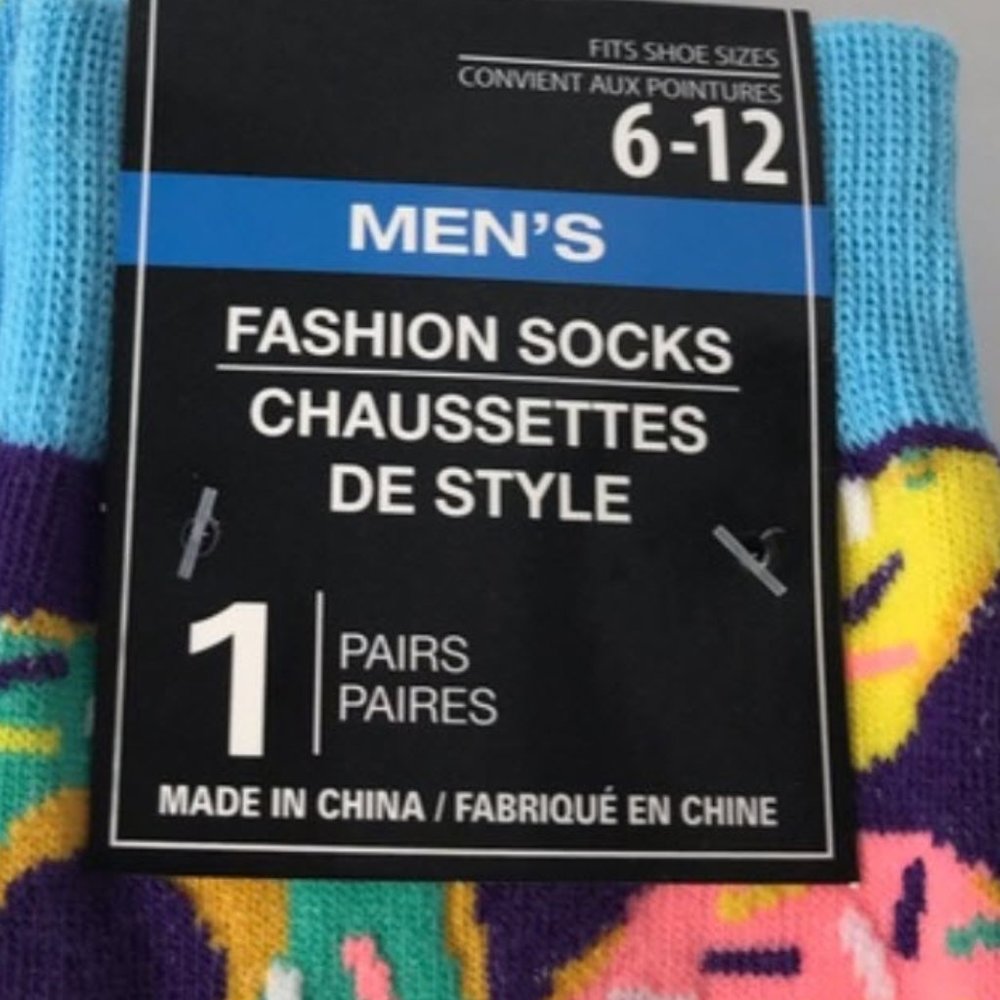 FITS SHOE SIZES
CONVIENT AUX POINTURES
6-12
MEN'S
FASHION SOCKS
CHAUSSETTES
DE STYLE
1
PAIRS
PAIRES
MADE IN CHINA / FABRIQUÉ EN CHINE